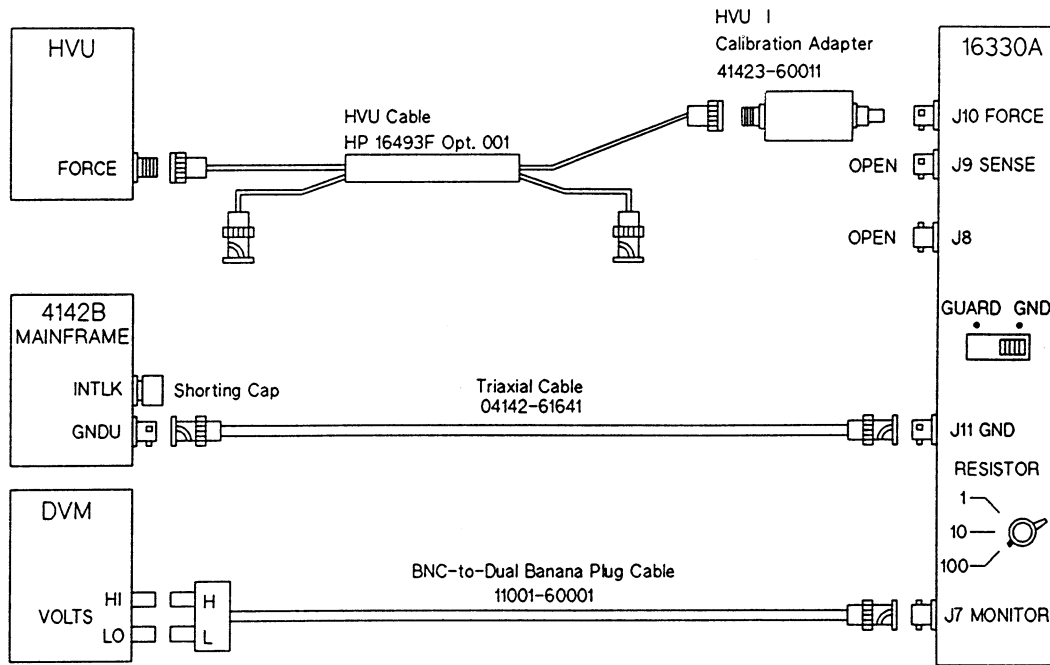 HVU
FORCE
HVU Cable
HP 16493F Opt. 001
HVU I
Calibration Adapter
41423-60011
16330A
J10 FORCE
OPEN
J9 SENSE
OPEN
J8
GUARD GND
4142B
MAINFRAME
INTLK
Shorting Cap
GNDU
Triaxial Cable
04142-61641
J11 GND
RESISTOR
1
10
100
DVM
VOLTS
HI
LO
H
L
BNC-to-Dual Banana Plug Cable
11001-60001
J7 MONITOR